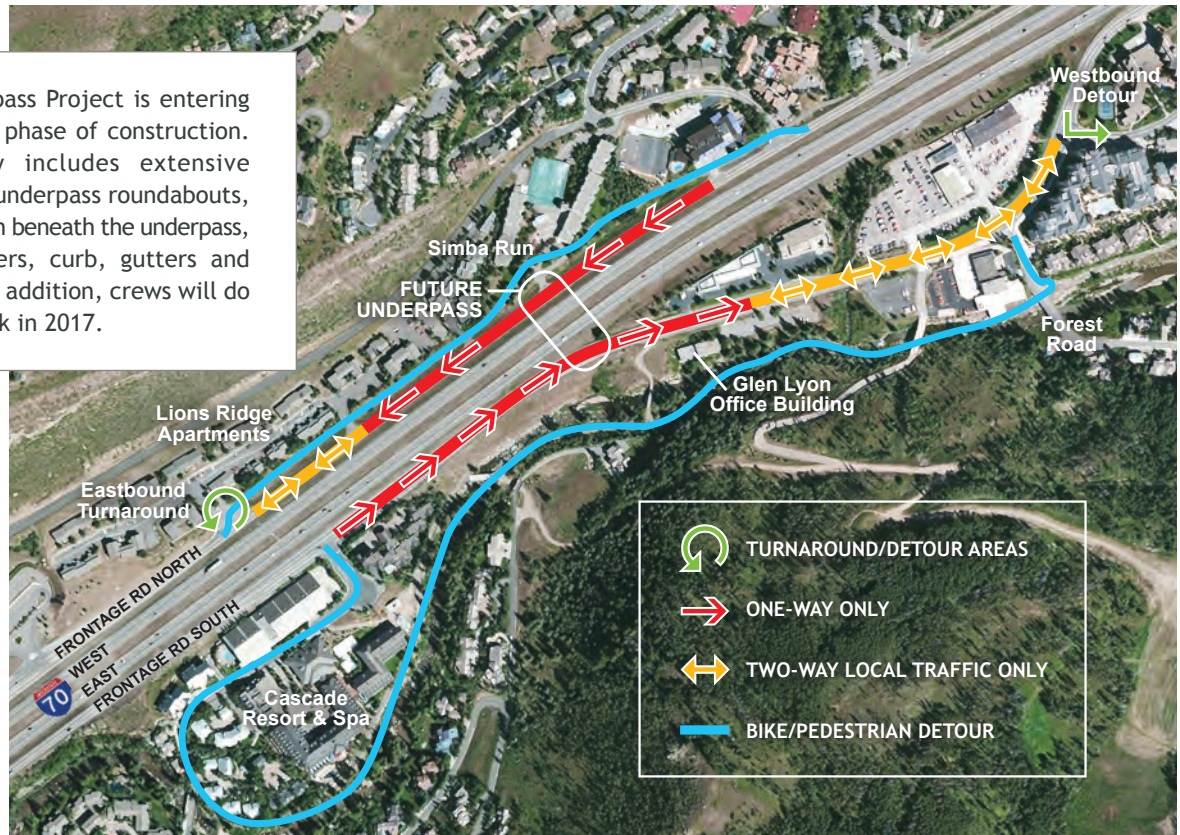 pass Project is entering
phase of construction.
y includes extensive
underpass roundabouts,
n beneath the underpass,
ers, curb, gutters and
addition, crews will do
k in 2017.
Westbound
Detour
Simba Run
FUTURE
UNDERPASS
Forest
Road
Glen Lyon
Office Building
Lions Ridge
Apartments
Eastbound
Turnaround
FRONTAGE RD NORTH
WEST
EAST
FRONTAGE RD SOUTH
70
Cascade
Resort & Spa
TURNAROUND/DETOUR AREAS
ONE-WAY ONLY
TWO-WAY LOCAL TRAFFIC ONLY
BIKE/PEDESTRIAN DETOUR